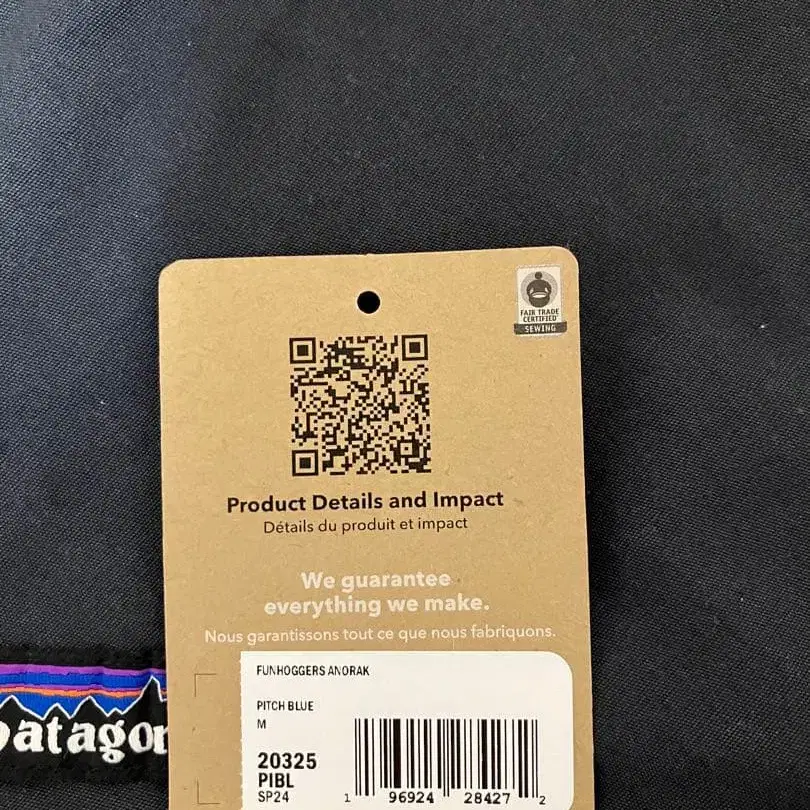 FAIR TRADE
CERTIFIED
SEWING
Product Details and Impact
Détails du produit et impact
We guarantee
everything we make.
Nous garantissons tout ce que nous fabriquons.
FUNHOGGERS ANORAK
PITCH BLUE
M
20325
PIBL
SP24
1 96924 28427 2
patagon